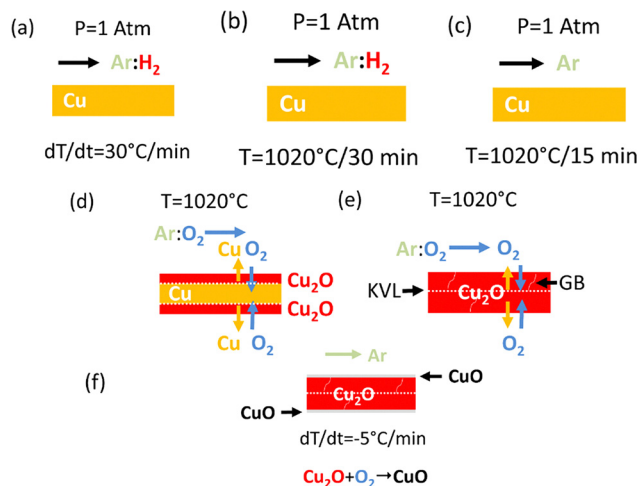 (a) P=1 Atm
Ar:H₂
Cu
dT/dt=30°C/min
(b) P=1 Atm
Ar:H₂
Cu
T=1020°C/30 min
(c) P=1 Atm
Ar
Cu
T=1020°C/15 min
(d) T=1020°C
Ar:O₂
Cu O₂
Cu₂O
Cu
Cu₂O
Cu O₂
(e) T=1020°C
Ar:O₂ O₂
KVL Cu₂O GB
O₂
(f) Ar
CuO
Cu₂O
CuO
dT/dt=-5°C/min
Cu₂O+O₂→CuO